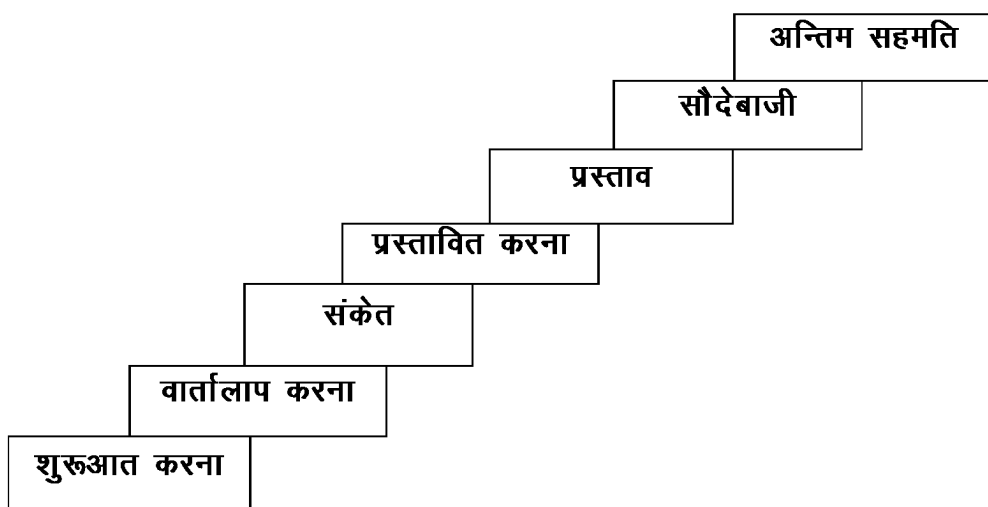 अन्तिम सहमति
सौदेबाजी
प्रस्ताव
प्रस्तावित करना
संकेत
वार्तालाप करना
शुरूआत करना